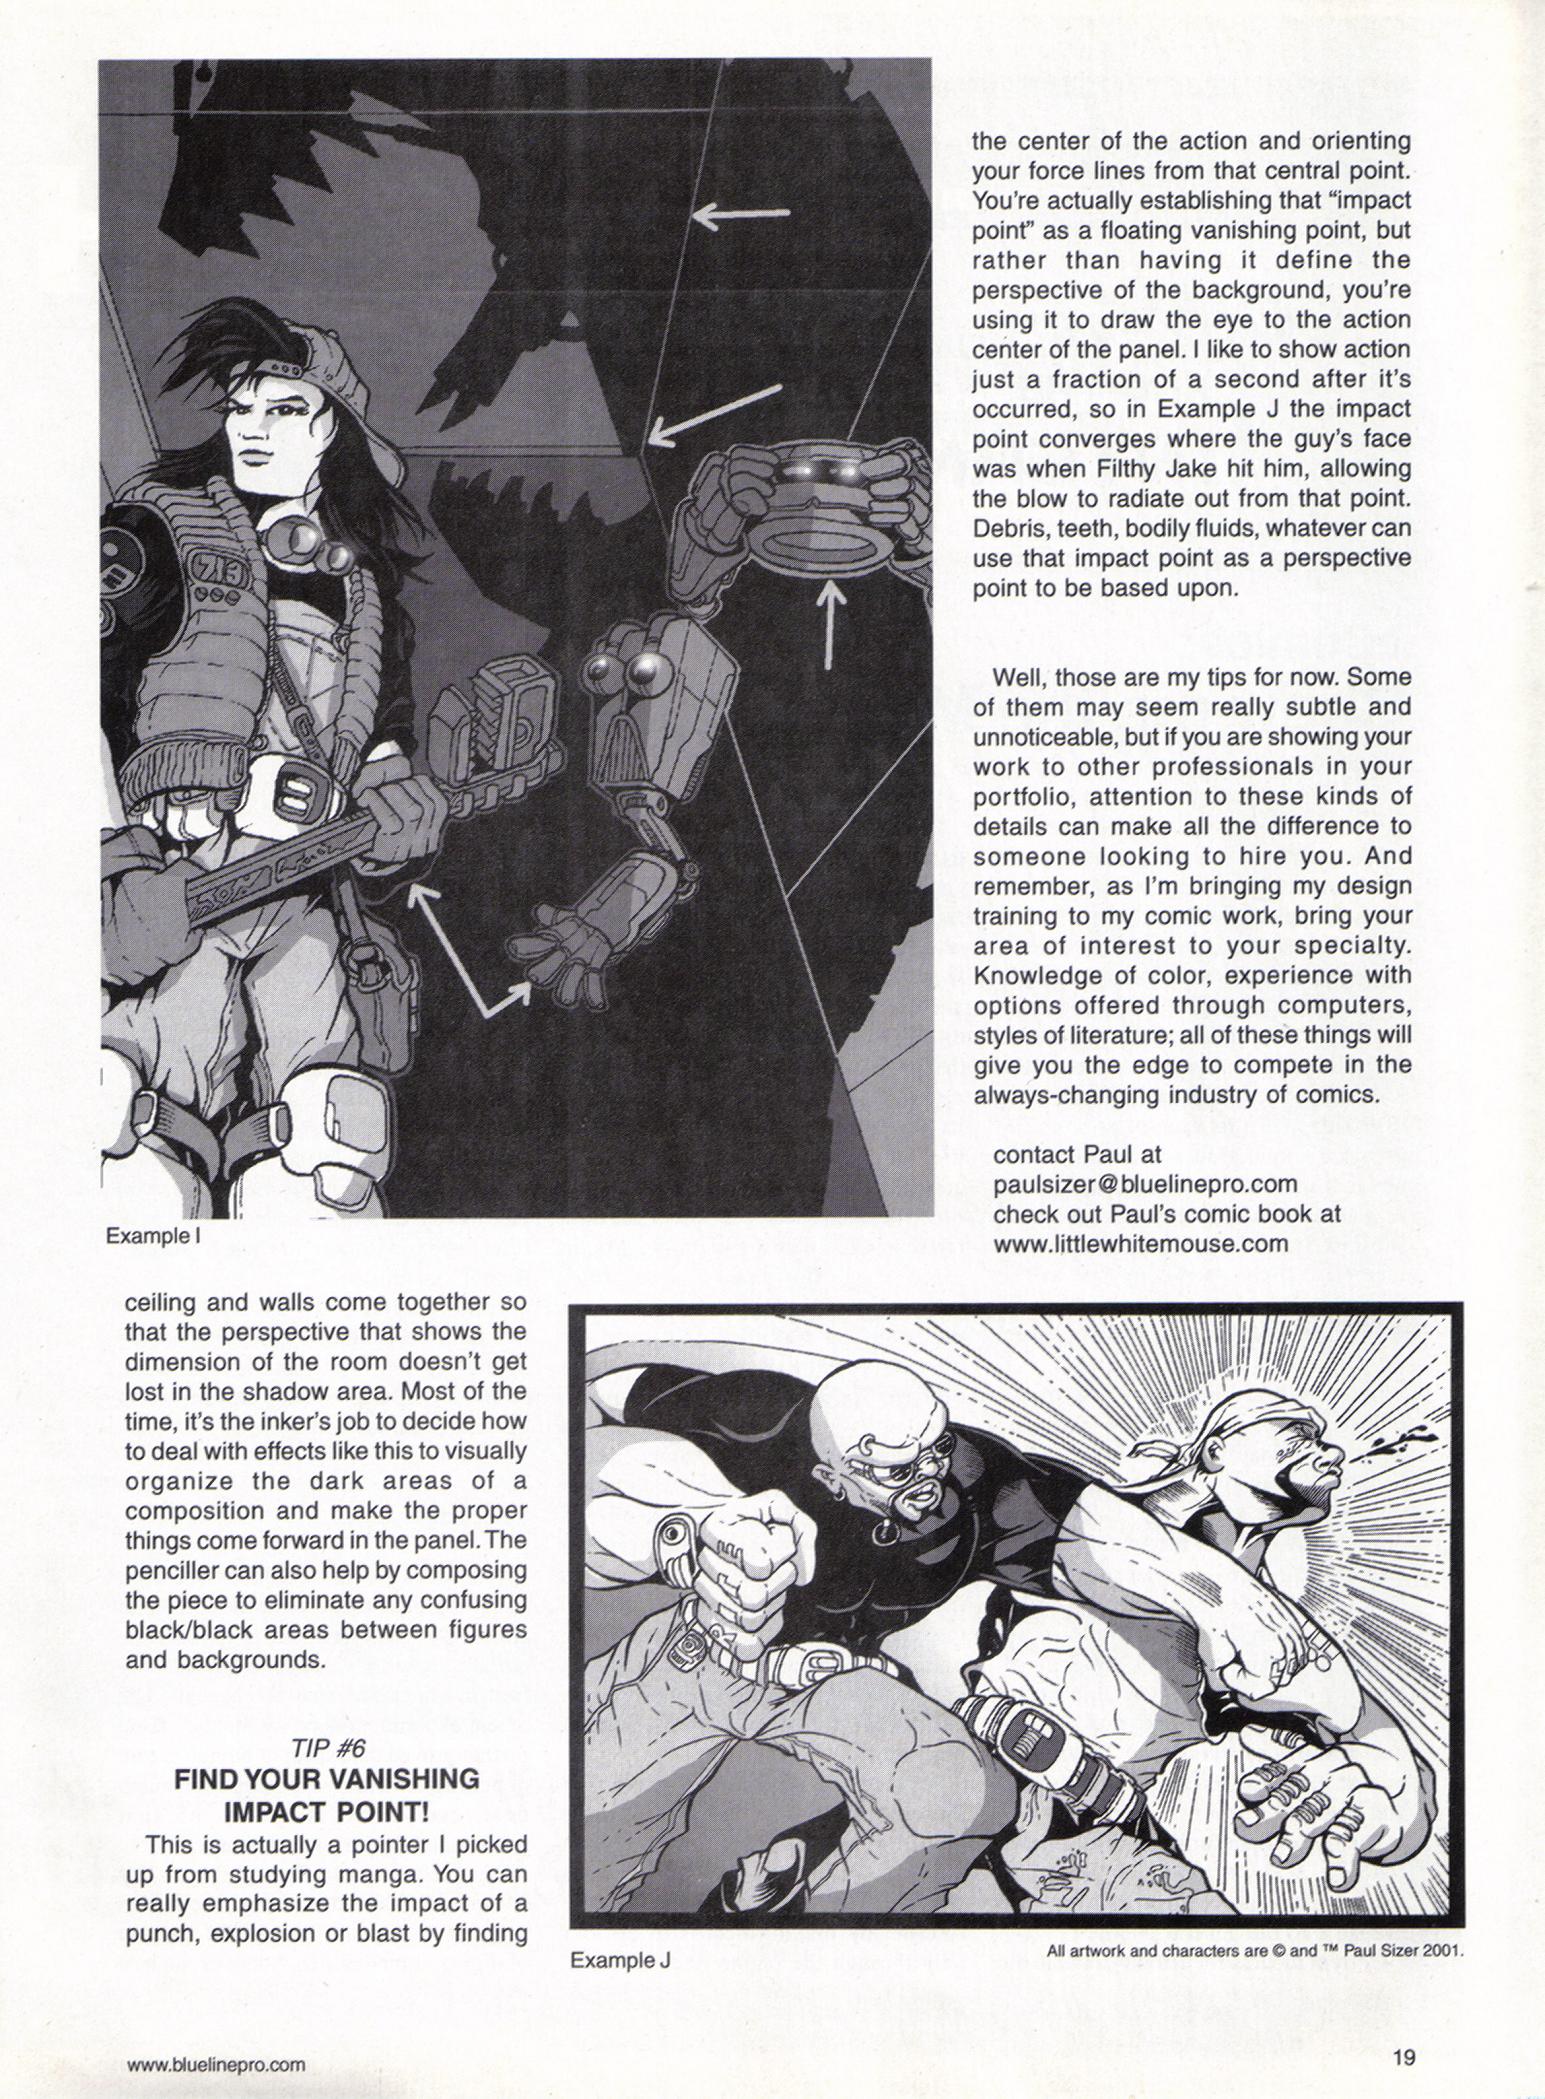 713
Example I
ceiling and walls come together so
that the perspective that shows the
dimension of the room doesn't get
lost in the shadow area. Most of the
time, it's the inker's job to decide how
to deal with effects like this to visually
organize the dark areas of a
composition and make the proper
things come forward in the panel. The
penciller can also help by composing
the piece to eliminate any confusing
black/black areas between figures
and backgrounds.
TIP #6
FIND YOUR VANISHING
IMPACT POINT!
This is actually a pointer I picked
up from studying manga. You can
really emphasize the impact of a
punch, explosion or blast by finding
the center of the action and orienting
your force lines from that central point.
You're actually establishing that “impact
point” as a floating vanishing point, but
rather than having it define the
perspective of the background, you're
using it to draw the eye to the action
center of the panel. I like to show action
just a fraction of a second after it's
occurred, so in Example J the impact
point converges where the guy's face
was when Filthy Jake hit him, allowing
the blow to radiate out from that point.
Debris, teeth, bodily fluids, whatever can
use that impact point as a perspective
point to be based upon.
Well, those are my tips for now. Some
of them may seem really subtle and
unnoticeable, but if you are showing your
work to other professionals in your
portfolio, attention to these kinds of
details can make all the difference to
someone looking to hire you. And
remember, as I'm bringing my design
training to my comic work, bring your
area of interest to your specialty.
Knowledge of color, experience with
options offered through computers,
styles of literature; all of these things will
give you the edge to compete in the
always-changing industry of comics.
contact Paul at
paulsizer@bluelinepro.com
check out Paul's comic book at
www.littlewhitemouse.com
Example J
All artwork and characters are © and ™ Paul Sizer 2001.
www.bluelinepro.com
19